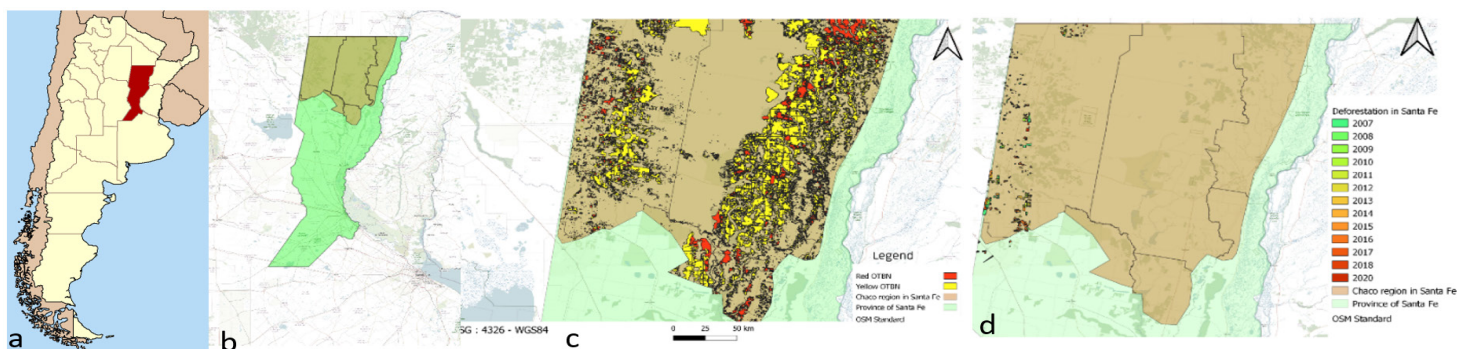 a
b
SG : 4326 - WGS84
Legend
Red OTBN
Yellow OTBN
Chaco region in Santa Fe
Province of Santa Fe
OSM Standard
0 25 50 km
c
Deforestation in Santa Fe
2007
2008
2009
2010
2011
2012
2013
2014
2015
2016
2017
2018
2020
Chaco region in Santa Fe
Province of Santa Fe
OSM Standard
d